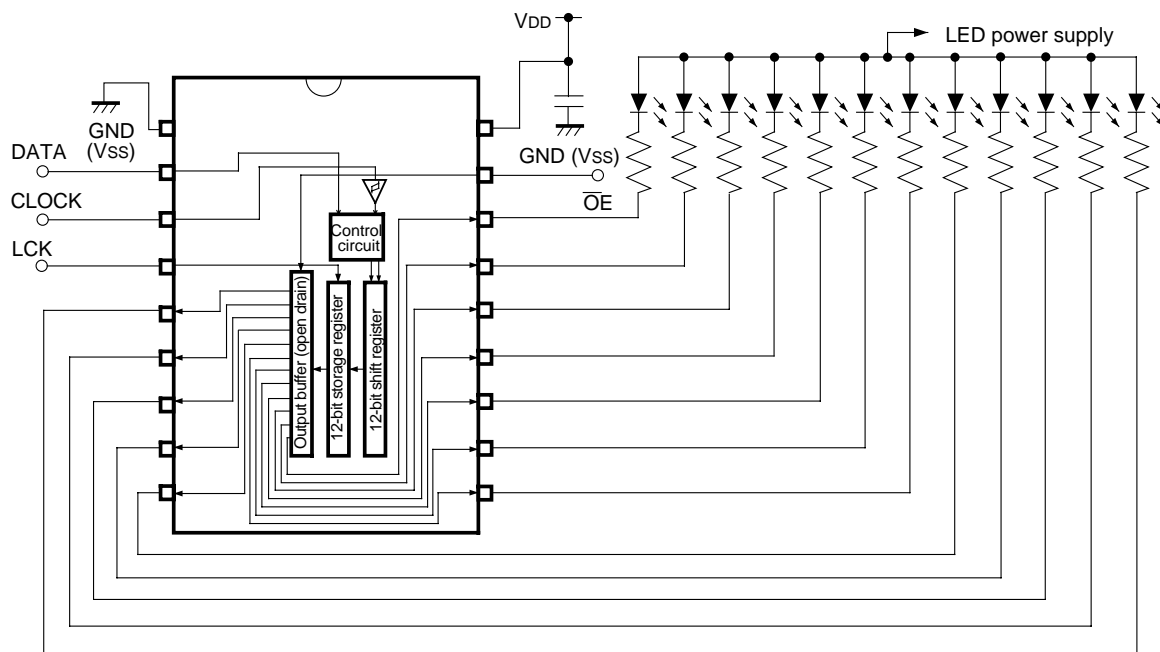 VDD
LED power supply
GND
(Vss)
DATA
CLOCK
LCK
GND (Vss)
OE
Control
circuit
Output buffer (open drain)
12-bit storage register
12-bit shift register